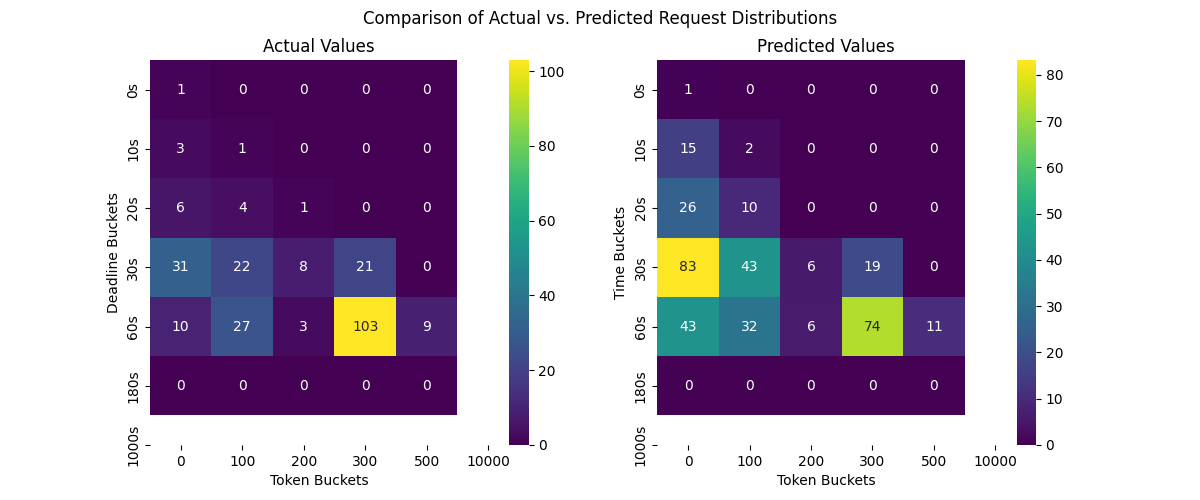 Comparison of Actual vs. Predicted Request Distributions
Actual Values
Deadline Buckets
0s 1 0 0 0 0
10s 3 1 0 0 0
20s 6 4 1 0 0
30s 31 22 8 21 0
60s 10 27 3 103 9
180s 0 0 0 0 0
1000s
0 100 200 300 500 10000
Token Buckets
100
80
60
40
20
0
Predicted Values
Time Buckets
0s 1 0 0 0 0
10s 15 2 0 0 0
20s 26 10 0 0 0
30s 83 43 6 19 0
60s 43 32 6 74 11
180s 0 0 0 0 0
1000s
0 100 200 300 500 10000
Token Buckets
80
70
60
50
40
30
20
10
0